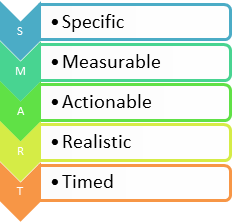 S • Specific
M • Measurable
A • Actionable
R • Realistic
T • Timed